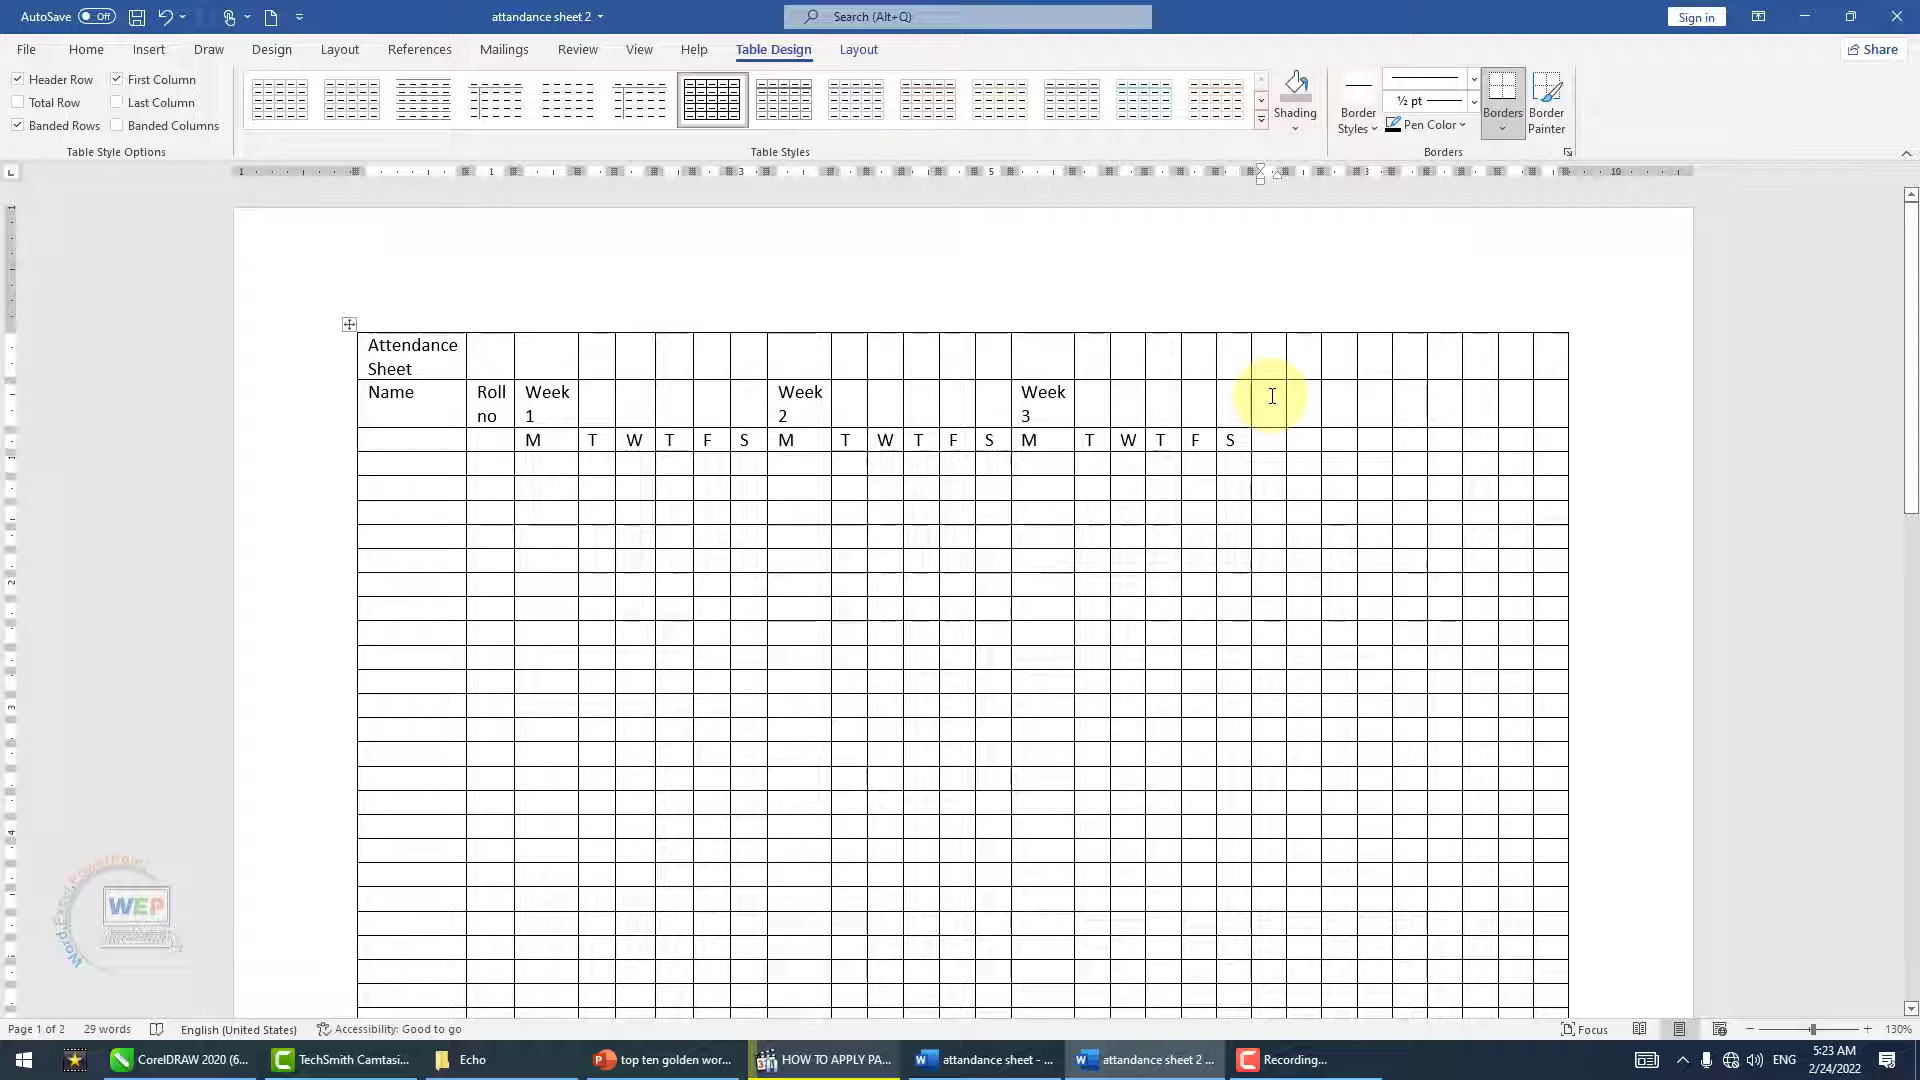 AutoSave Off
attandance sheet 2
Search (Alt+Q)
Sign in
File Home Insert Draw Design Layout References Mailings Review View Help Table Design Layout
Share
Header Row First Column
Total Row Last Column
Banded Rows Banded Columns
Table Style Options
Table Styles
Shading
Border Styles
½ pt
Pen Color
Borders
Border Painter
Borders
1 1 3 5 10
Attendance
Sheet
Name Roll no Week 1 Week 2 Week 3
M T W T F S M T W T F S M T W T F S
WEP
Page 1 of 2 29 words English (United States) Accessibility: Good to go
Focus 130%
CorelDRAW 2020 (6...
TechSmith Camtasi...
Echo
top ten golden wor...
HOW TO APPLY PA...
attandance sheet - ...
attandance sheet 2 ...
Recording...
ENG
5:23 AM
2/24/2022